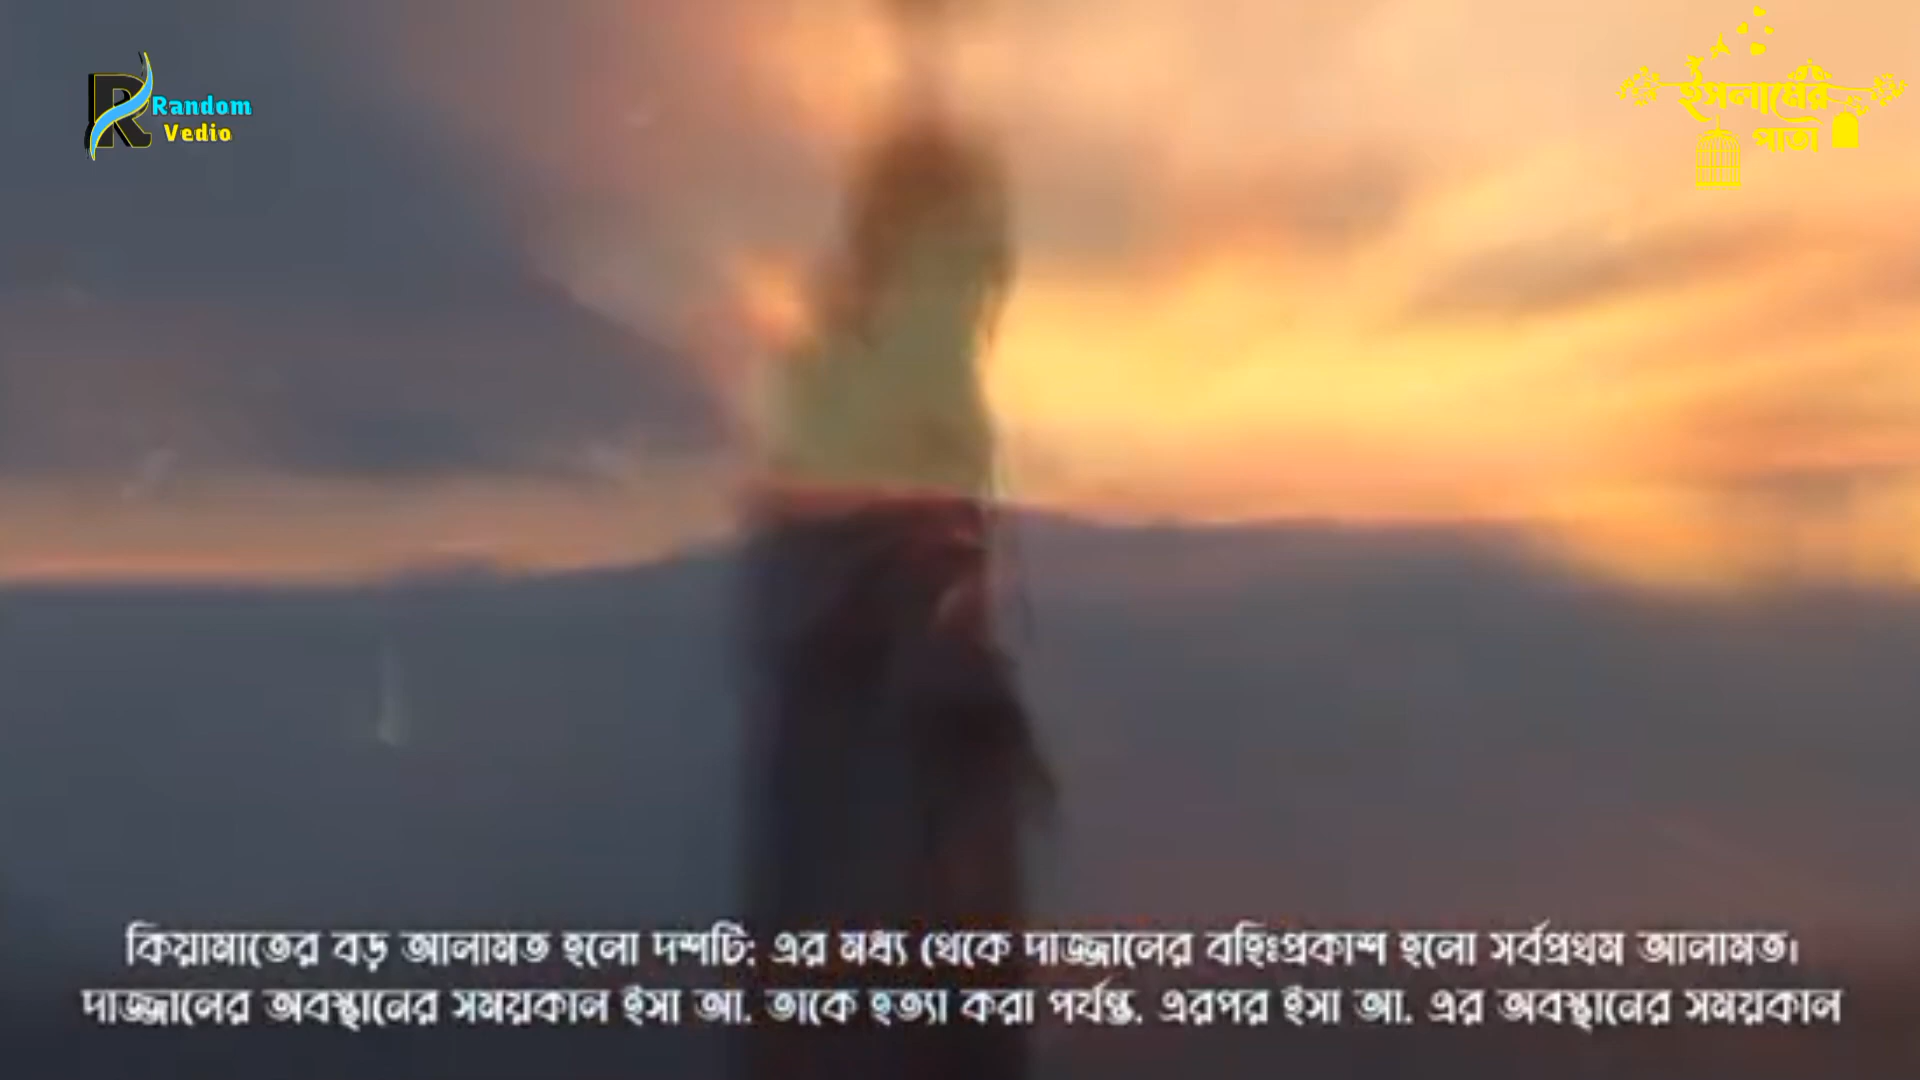 Random
Vedio
ইসলামের
পাতা
কিয়ামাতের বড় আলামত হলো দশটি; এর মধ্য থেকে দাজ্জালের বহিঃপ্রকাশ হলো সর্বপ্রথম আলামত।
দাজ্জালের অবস্থানের সময়কাল ইসা আ. তাকে হত্যা করা পর্যন্ত. এরপর ইসা আ. এর অবস্থানের সময়কাল